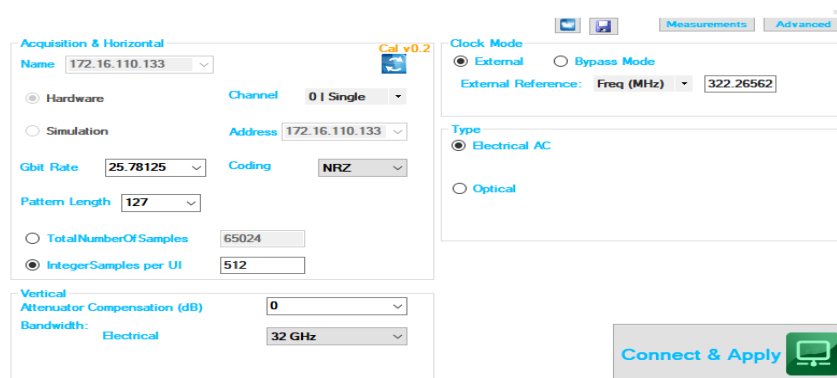 Measurements Advanced
Acquisition & Horizontal
Cal v0.2
Name 172.16.110.133
Hardware
Channel 0 | Single
Simulation
Address 172.16.110.133
Gbit Rate 25.78125
Coding NRZ
Pattern Length 127
TotalNumberOfSamples 65024
IntegerSamples per UI 512
Vertical
Attenuator Compensation (dB) 0
Bandwidth:
Electrical 32 GHz
Clock Mode
External Bypass Mode
External Reference: Freq (MHz) 322.26562
Type
Electrical AC
Optical
Connect & Apply